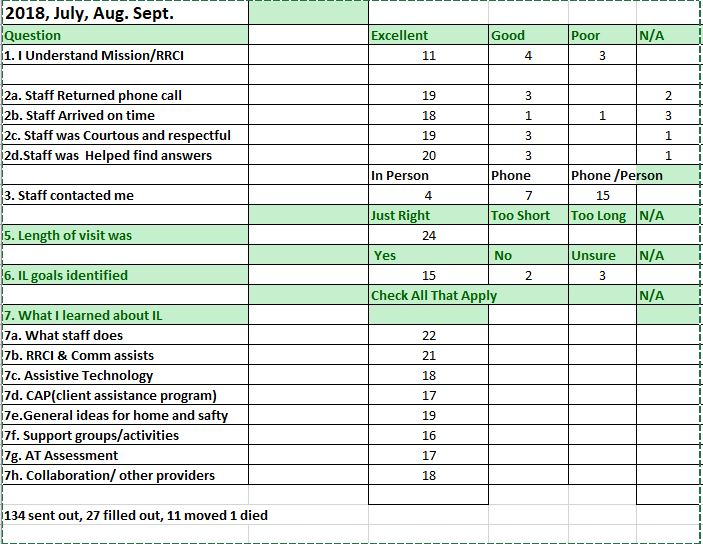 2018, July, Aug. Sept.
Question Excellent Good Poor N/A
1. I Understand Mission/RRCI 11 4 3
2a. Staff Returned phone call 19 3 2
2b. Staff Arrived on time 18 1 1 3
2c. Staff was Courtous and respectful 19 3 1
2d.Staff was Helped find answers 20 3 1
In Person Phone Phone /Person
3. Staff contacted me 4 7 15
Just Right Too Short Too Long N/A
5. Length of visit was 24
Yes No Unsure N/A
6. IL goals identified 15 2 3
Check All That Apply N/A
7. What I learned about IL
7a. What staff does 22
7b. RRCI & Comm assists 21
7c. Assistive Technology 18
7d. CAP(client assistance program) 17
7e.General ideas for home and safty 19
7f. Support groups/activities 16
7g. AT Assessment 17
7h. Collaboration/ other providers 18
134 sent out, 27 filled out, 11 moved 1 died